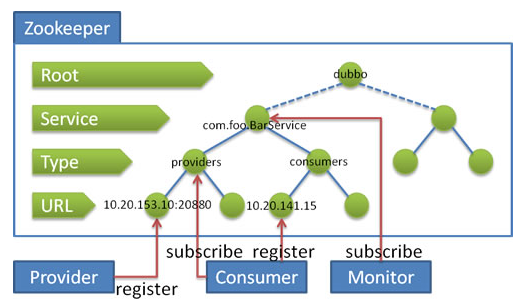 Zookeeper
Root
dubbo
Service
com.foo.BarService
Type
providers
consumers
URL
10.20.153.10:20880
10.20.141.15
subscribe
register
subscribe
Provider
Consumer
Monitor
register